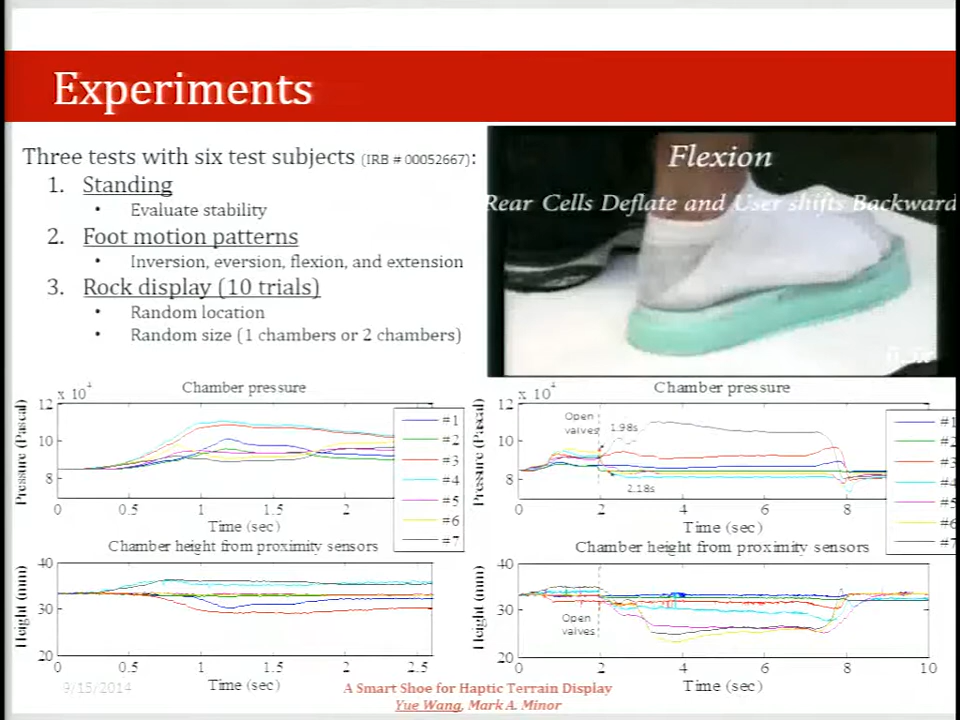 Experiments
Three tests with six test subjects (IRB # 00052667):
1. Standing
• Evaluate stability
2. Foot motion patterns
• Inversion, eversion, flexion, and extension
3. Rock display (10 trials)
• Random location
• Random size (1 chambers or 2 chambers)
Flexion
Rear Cells Deflate and User shifts Backward
x 10⁴
Chamber pressure
Pressure (Pascal)
12
10
8
0 0.5 1 1.5 2
Time (sec)
#1
#2
#3
#4
#5
#6
#7
Chamber height from proximity sensors
Height (mm)
40
30
20
0 0.5 1 1.5 2 2.5
Time (sec)
x 10⁴
Chamber pressure
Pressure (Pascal)
12
10
8
Open
valves
1.98s
2.18s
0 2 4 6 8
Time (sec)
#1
#2
#3
#4
#5
#6
#7
Chamber height from proximity sensors
Height (mm)
40
30
20
Open
valves
0 2 4 6 8 10
Time (sec)
9/15/2014
A Smart Shoe for Haptic Terrain Display
Yue Wang, Mark A. Minor